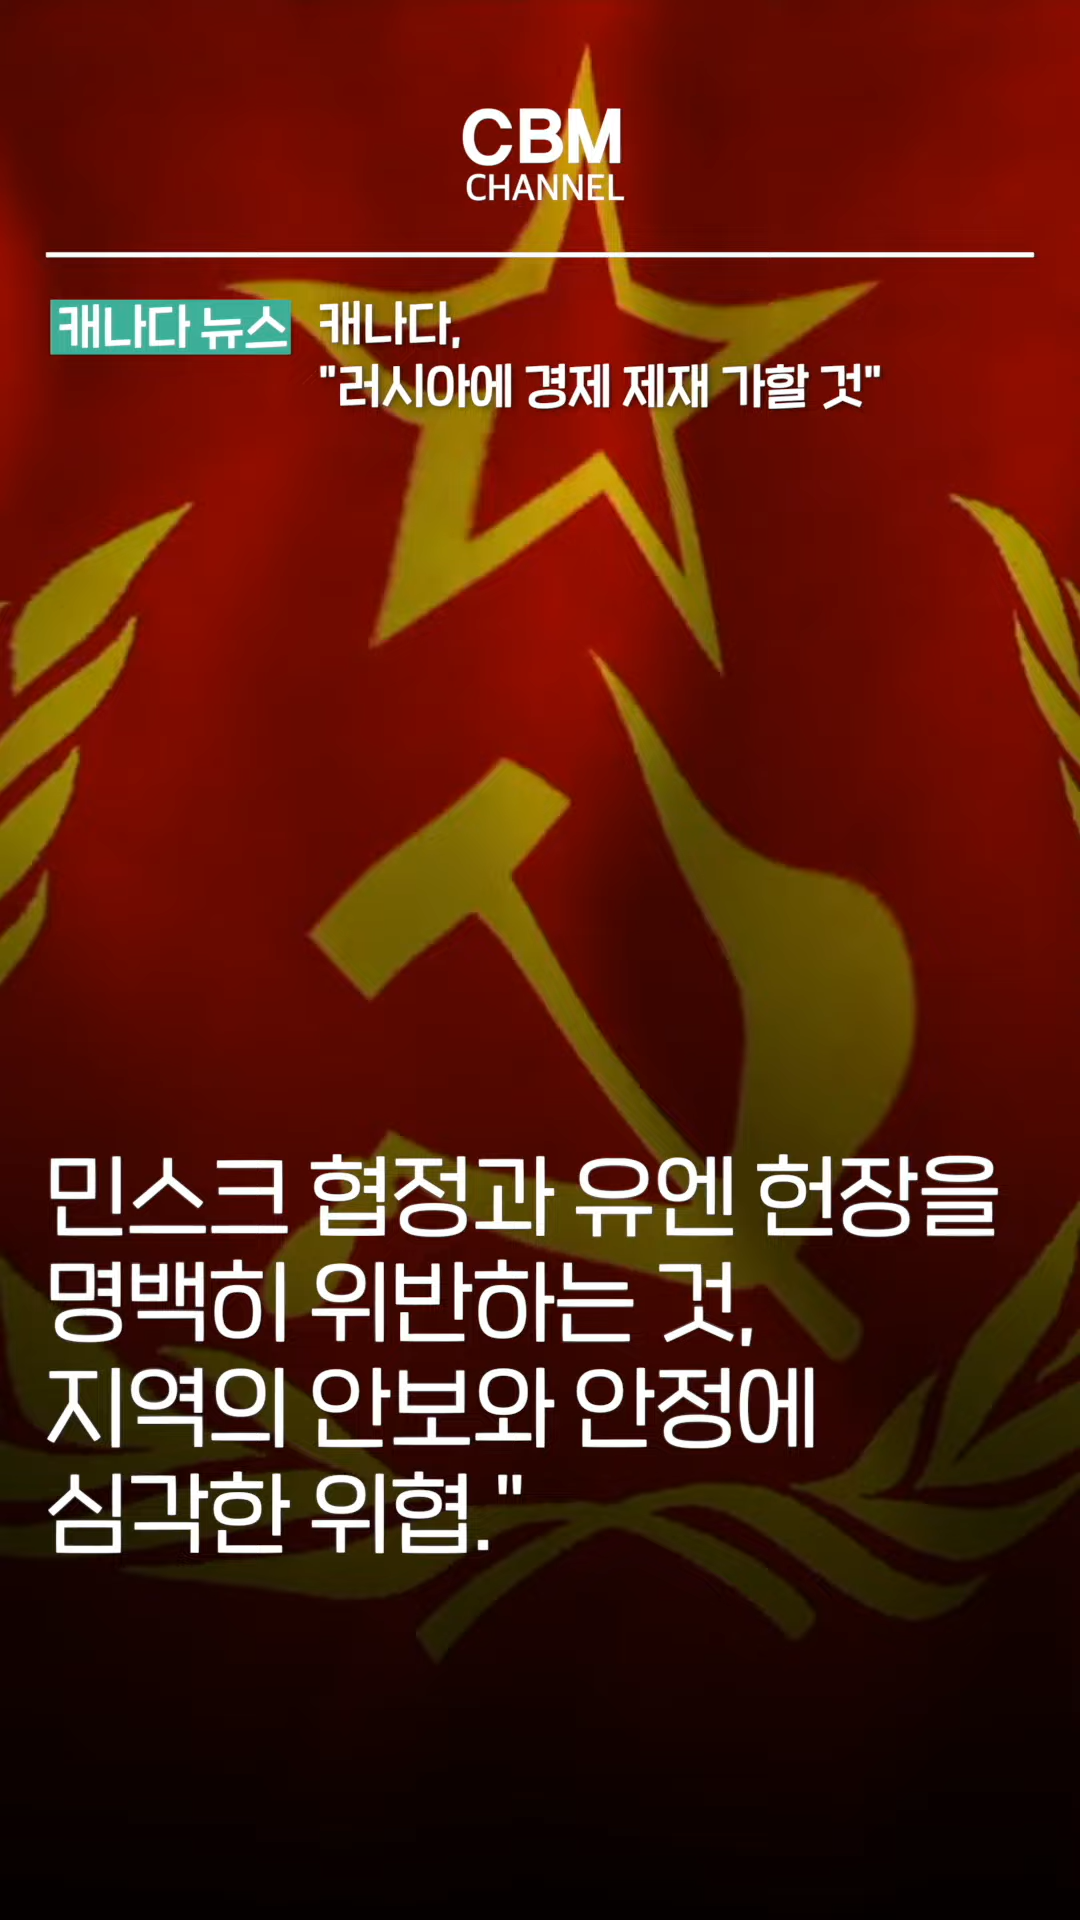 CBM
CHANNEL
캐나다 뉴스
캐나다,
"러시아에 경제 제재 가할 것"
민스크 협정과 유엔 헌장을
명백히 위반하는 것,
지역의 안보와 안정에
심각한 위협."